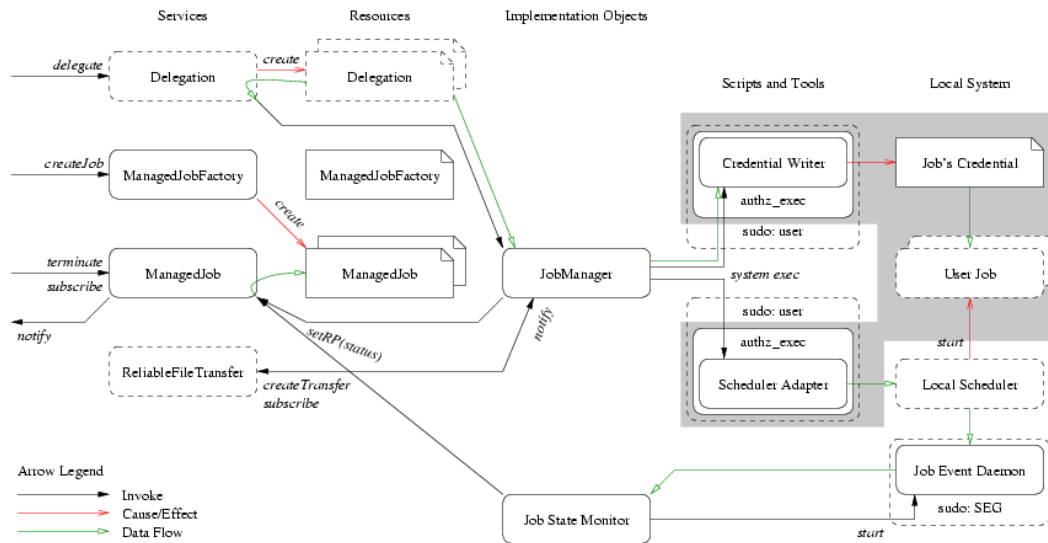 Services
Resources
Implementation Objects
delegate
Delegation
create
Delegation
Scripts and Tools
Local System
createJob
ManagedJobFactory
ManagedJobFactory
Credential Writer
Job's Credential
authz_exec
sudo: user
create
terminate
subscribe
ManagedJob
ManagedJob
JobManager
system exec
User Job
notify
setRP(status)
notify
sudo: user
authz_exec
start
ReliableFileTransfer
createTransfer
subscribe
Scheduler Adapter
Local Scheduler
Arrow Legend
Invoke
Cause/Effect
Data Flow
Job State Monitor
Job Event Daemon
sudo: SEG
start